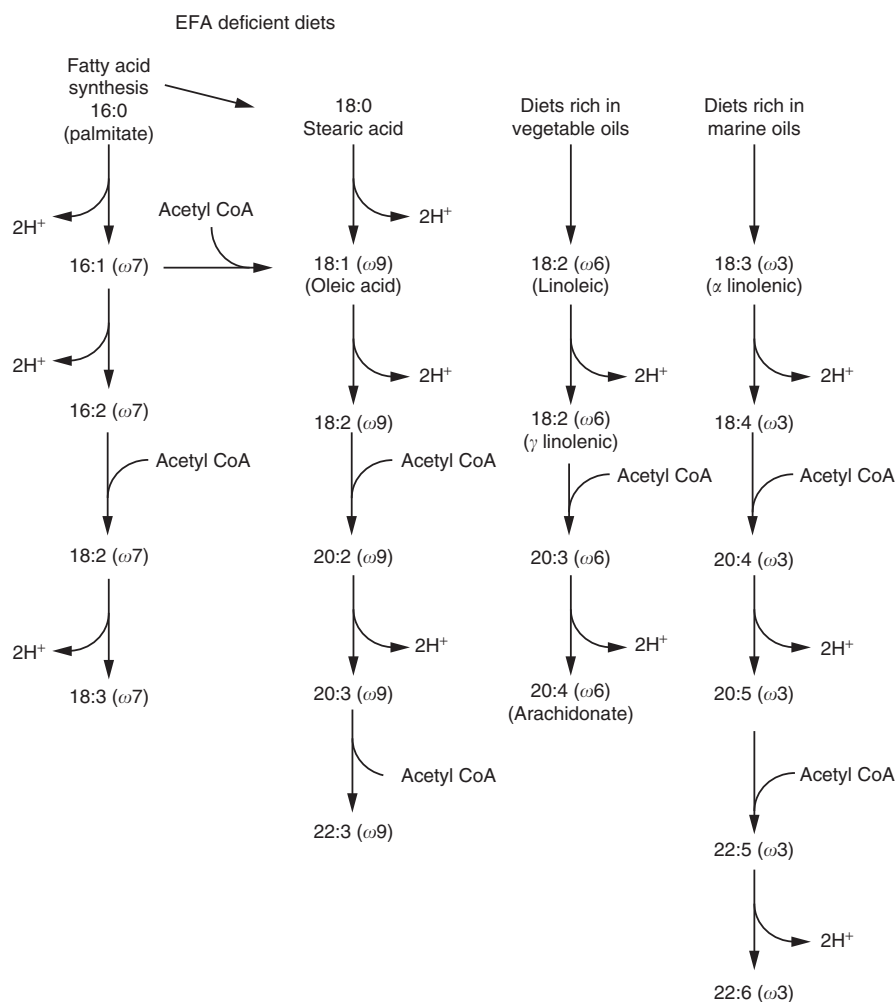 EFA deficient diets
Fatty acid
synthesis
16:0
(palmitate)
18:0
Stearic acid
Diets rich in
vegetable oils
Diets rich in
marine oils
2H⁺
Acetyl CoA
2H⁺
16:1 (ω7)
18:1 (ω9)
(Oleic acid)
18:2 (ω6)
(Linoleic)
18:3 (ω3)
(α linolenic)
2H⁺
2H⁺
2H⁺
2H⁺
16:2 (ω7)
18:2 (ω9)
18:2 (ω6)
(γ linolenic)
18:4 (ω3)
Acetyl CoA
Acetyl CoA
Acetyl CoA
Acetyl CoA
18:2 (ω7)
20:2 (ω9)
20:3 (ω6)
20:4 (ω3)
2H⁺
2H⁺
2H⁺
2H⁺
18:3 (ω7)
20:3 (ω9)
20:4 (ω6)
(Arachidonate)
20:5 (ω3)
Acetyl CoA
Acetyl CoA
22:3 (ω9)
22:5 (ω3)
2H⁺
22:6 (ω3)